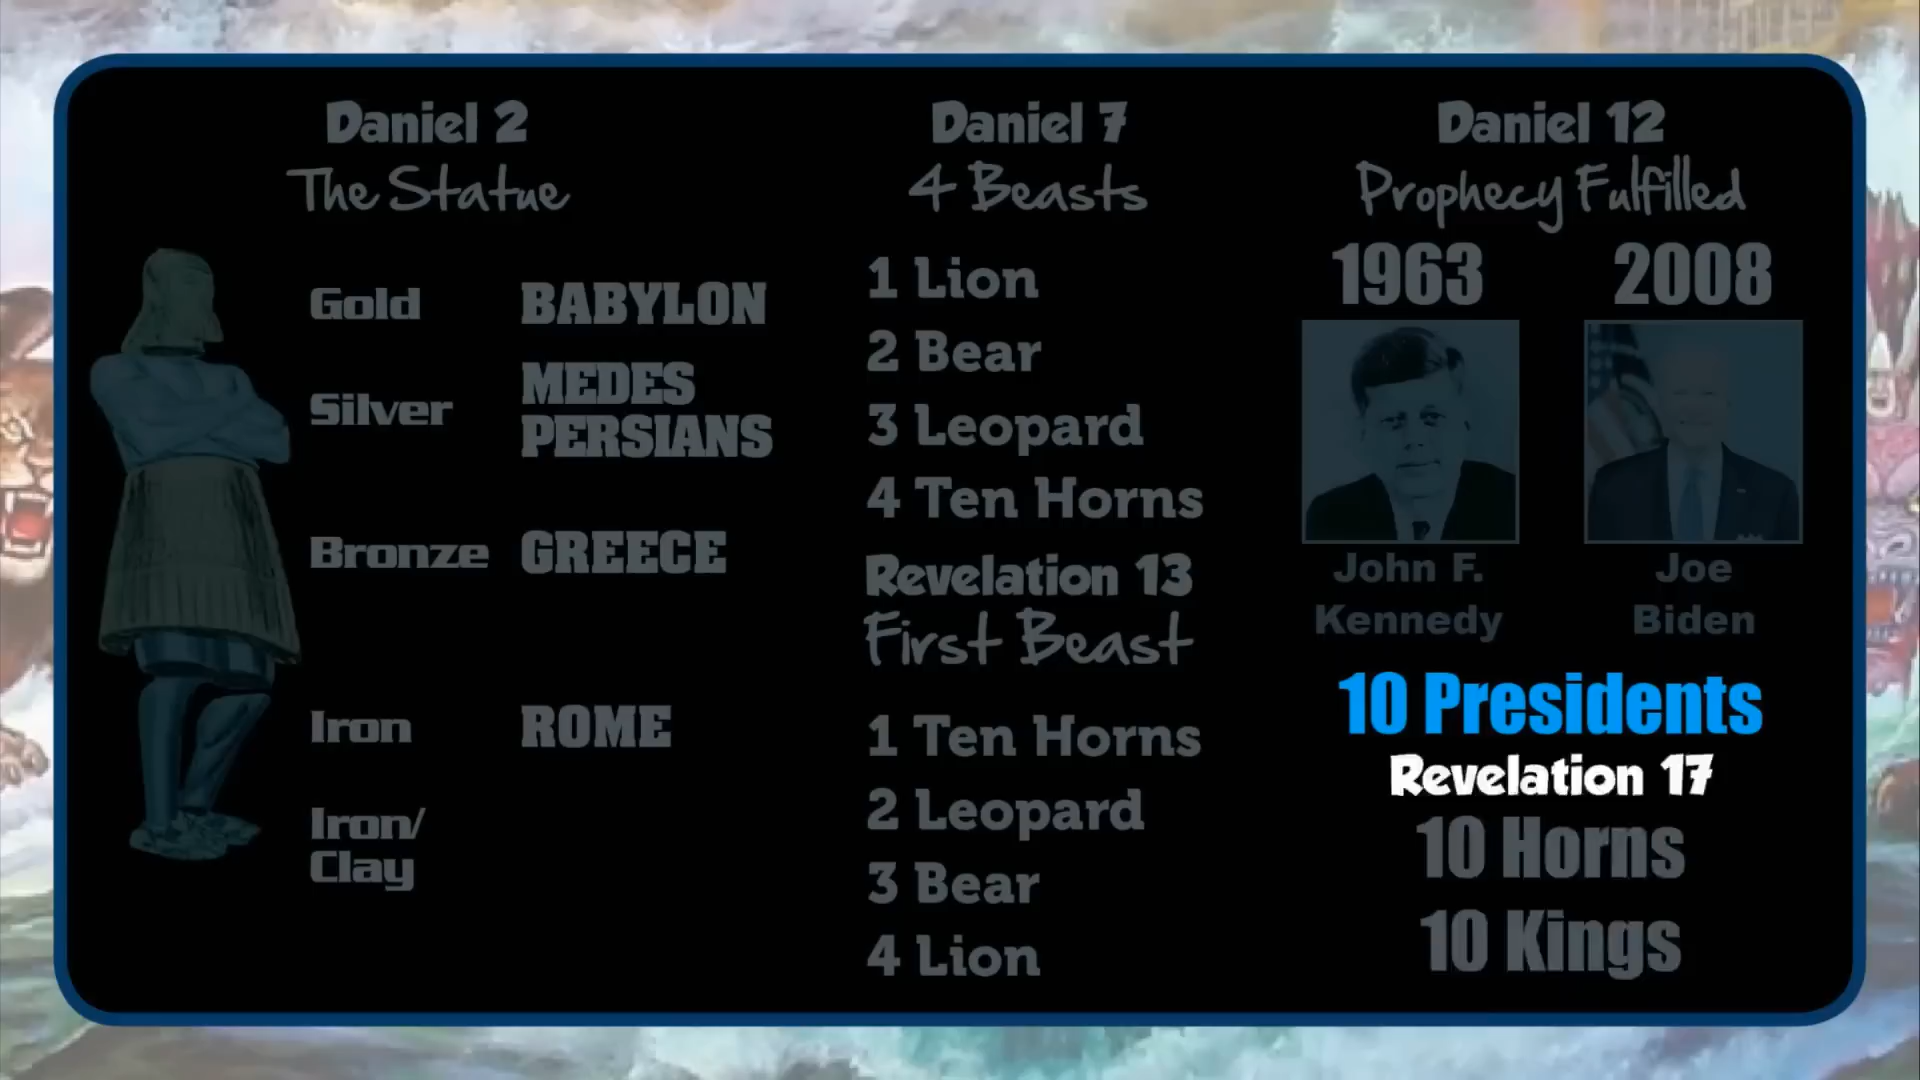 Daniel 2
The Statue
Gold BABYLON
Silver MEDES
PERSIANS
Bronze GREECE
Iron ROME
Iron/
Clay
Daniel 7
4 Beasts
1 Lion
2 Bear
3 Leopard
4 Ten Horns
Revelation 13
First Beast
1 Ten Horns
2 Leopard
3 Bear
4 Lion
Daniel 12
Prophecy Fulfilled
1963 2008
John F.
Kennedy
Joe
Biden
10 Presidents
Revelation 17
10 Horns
10 Kings